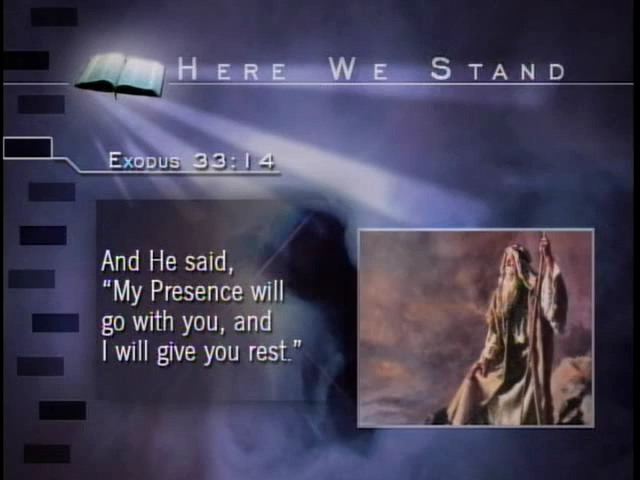 HERE WE STAND
EXODUS 33:14
And He said,
“My Presence will
go with you, and
I will give you rest.”